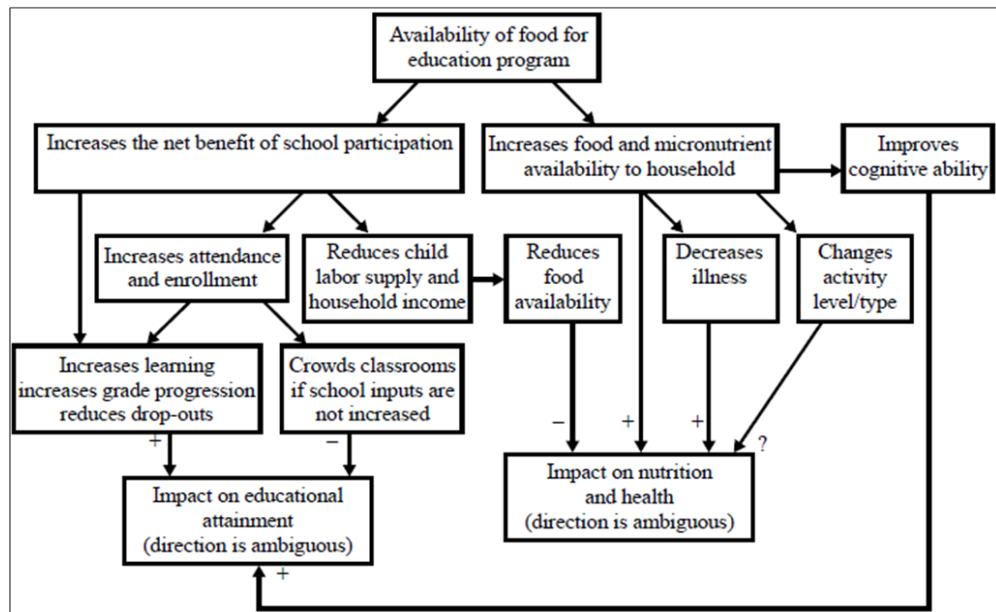 Availability of food for
education program
Increases the net benefit of school participation
Increases food and micronutrient
availability to household
Improves
cognitive ability
Increases attendance
and enrollment
Reduces child
labor supply and
household income
Reduces
food
availability
Decreases
illness
Changes
activity
level/type
Increases learning
increases grade progression
reduces drop-outs
Crowds classrooms
if school inputs are
not increased
+
–
–
+
+
?
Impact on educational
attainment
(direction is ambiguous)
Impact on nutrition
and health
(direction is ambiguous)
+